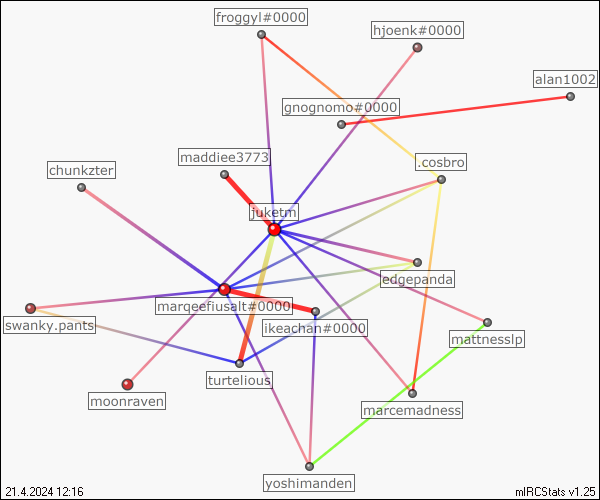 froggyl#0000
hjoenk#0000
alan1002
gnognomo#0000
maddiee3773
.cosbro
chunkzter
juketm
edgepanda
marqeefiusalt#0000
swanky.pants
ikeachan#0000
mattnesslp
turtelious
moonraven
marcemadness
yoshimanden
21.4.2024 12:16
mIRCStats v1.25